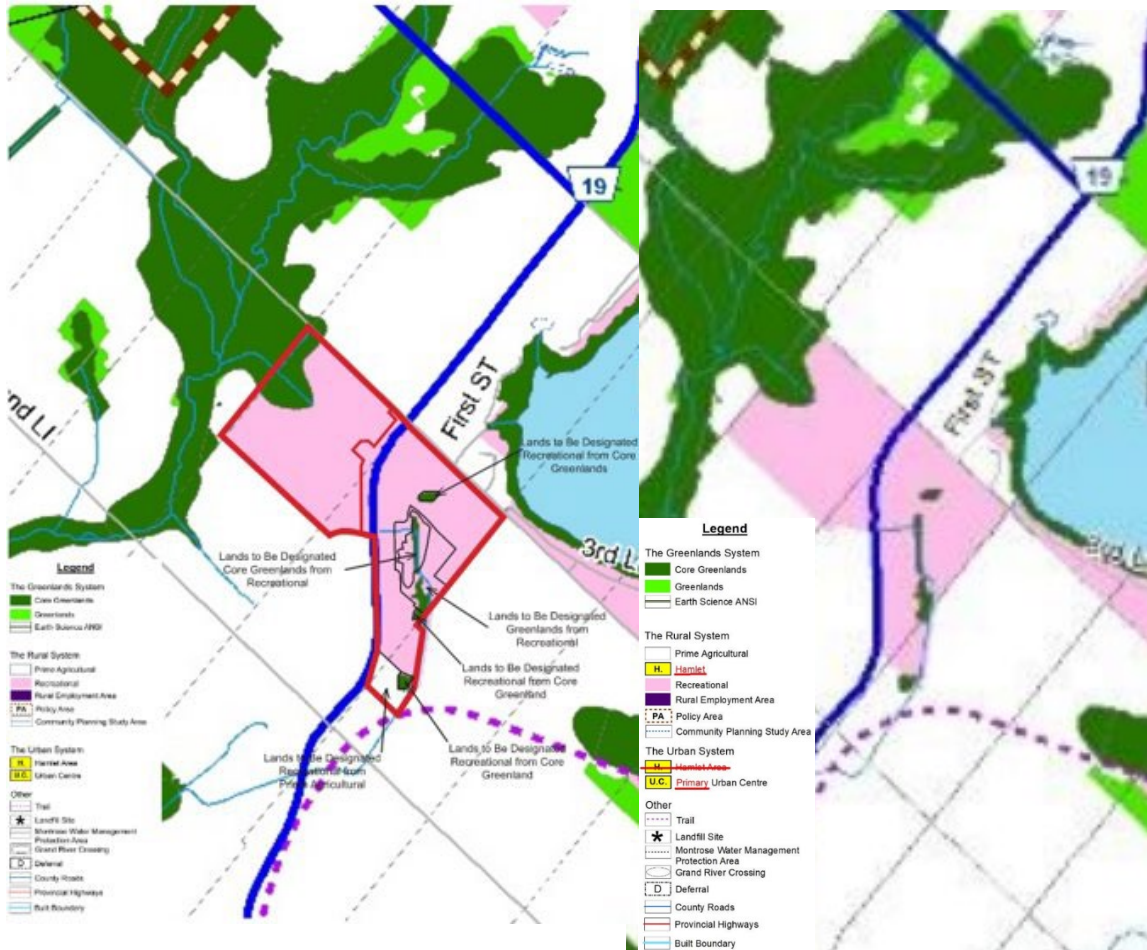 19
First ST
nd LI
Lands to Be Designated
Recreational from Core
Greenlands
3rd L
Lands to Be Designated
Core Greenlands from
Recreational
Lands to Be Designated
Greenlands from
Recreational
Lands to Be Designated
Recreational from Core
Greenland
Lands to Be Designated
Recreational from Core
Greenland
Lands to Be Designated
Recreational from
Prime Agricultural
Legend
The Greenlands System
Core Greenlands
Greenlands
Earth Science ANSI
The Rural System
Prime Agricultural
Recreational
Rural Employment Area
PA Policy Area
Community Planning Study Area
The Urban System
H. Hamlet Area
U.C. Urban Centre
Other
Trail
Landfill Site
Montrose Water Management
Protection Area
Grand River Crossing
D Deferral
County Roads
Provincial Highways
Built Boundary
19
First ST
3rd L
Legend
The Greenlands System
Core Greenlands
Greenlands
Earth Science ANSI
The Rural System
Prime Agricultural
H. Hamlet
Recreational
Rural Employment Area
PA Policy Area
Community Planning Study Area
The Urban System
H. Hamlet Area
U.C. Primary Urban Centre
Other
Trail
Landfill Site
Montrose Water Management
Protection Area
Grand River Crossing
D Deferral
County Roads
Provincial Highways
Built Boundary